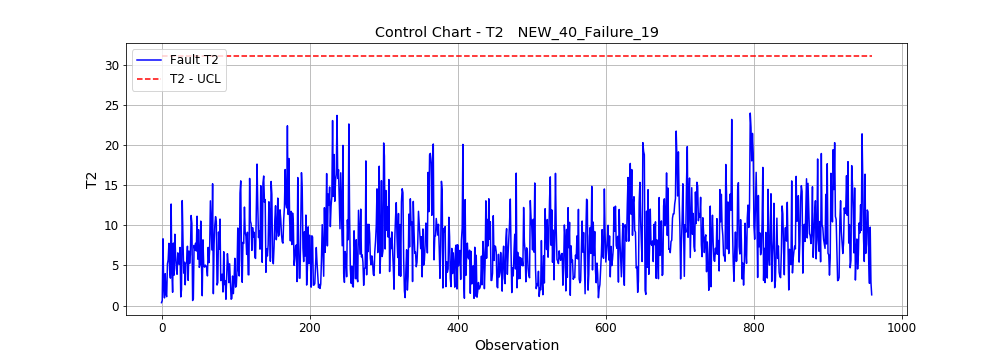 Control Chart - T2   NEW_40_Failure_19
Fault T2
T2 - UCL
T2
30
25
20
15
10
5
0
0 200 400 600 800 1000
Observation